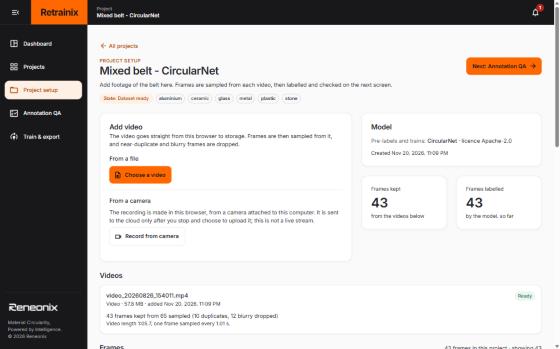 Retrainix
Project
Mixed belt - CircularNet
1
Dashboard
Projects
Project setup
Annotation QA
Train & export
Reneonix
Material Circularity,
Powered by Intelligence.
© 2026 Reneonix
All projects
PROJECT SETUP
Mixed belt - CircularNet
Next: Annotation QA
Add footage of the belt here. Frames are sampled from each video, then labelled and checked on the next screen.
State: Dataset ready
aluminium
ceramic
glass
metal
plastic
stone
Add video
The video goes straight from this browser to storage. Frames are then sampled from it,
and near-duplicate and blurry frames are dropped.
From a file
Choose a video
From a camera
The recording is made in this browser, from a camera attached to this computer. It is sent
to the cloud only after you stop and choose to upload it; this is not a live stream.
Record from camera
Model
Pre-labels and trains: CircularNet · licence Apache-2.0
Created Nov 20, 2026, 11:09 PM
Frames kept
43
from the videos below
Frames labelled
43
by the model, so far
Videos
video_20260826_154011.mp4
Video · 57.8 MB · added Nov 20, 2026, 11:09 PM
Ready
43 frames kept from 65 sampled (10 duplicates, 12 blurry dropped)
Video length 1:05.7, one frame sampled every 1.01 s.
Frames
43 frames in this project · showing 43